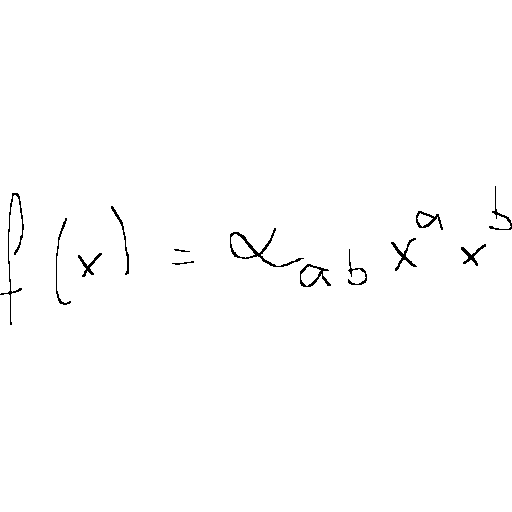 f(x) = α_{ab} x^a x^b